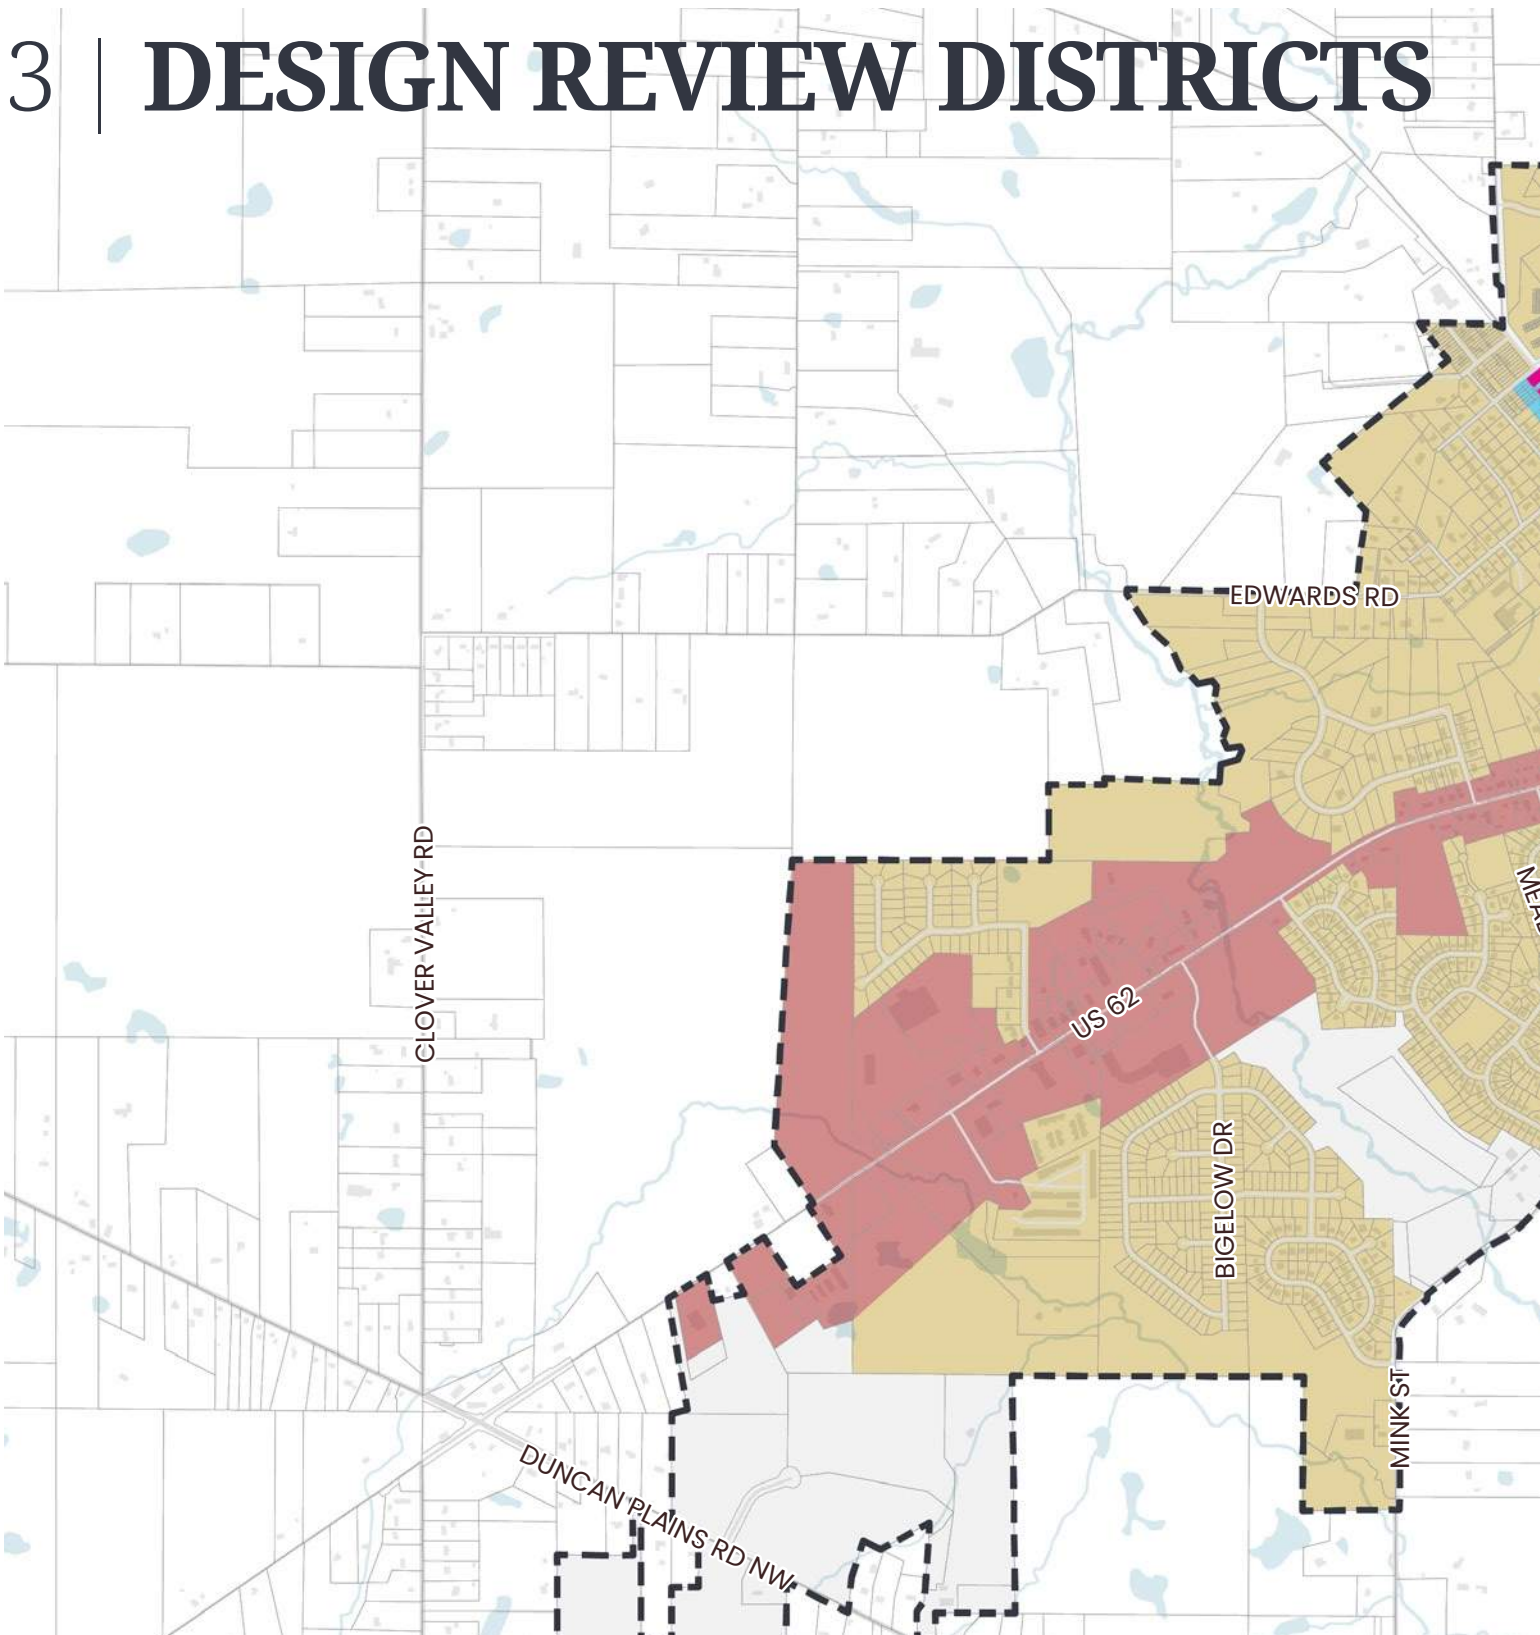 3 | DESIGN REVIEW DISTRICTS
EDWARDS RD
CLOVER VALLEY RD
US 62
BIGELOW DR
MINK ST
DUNCAN PLAINS RD NW